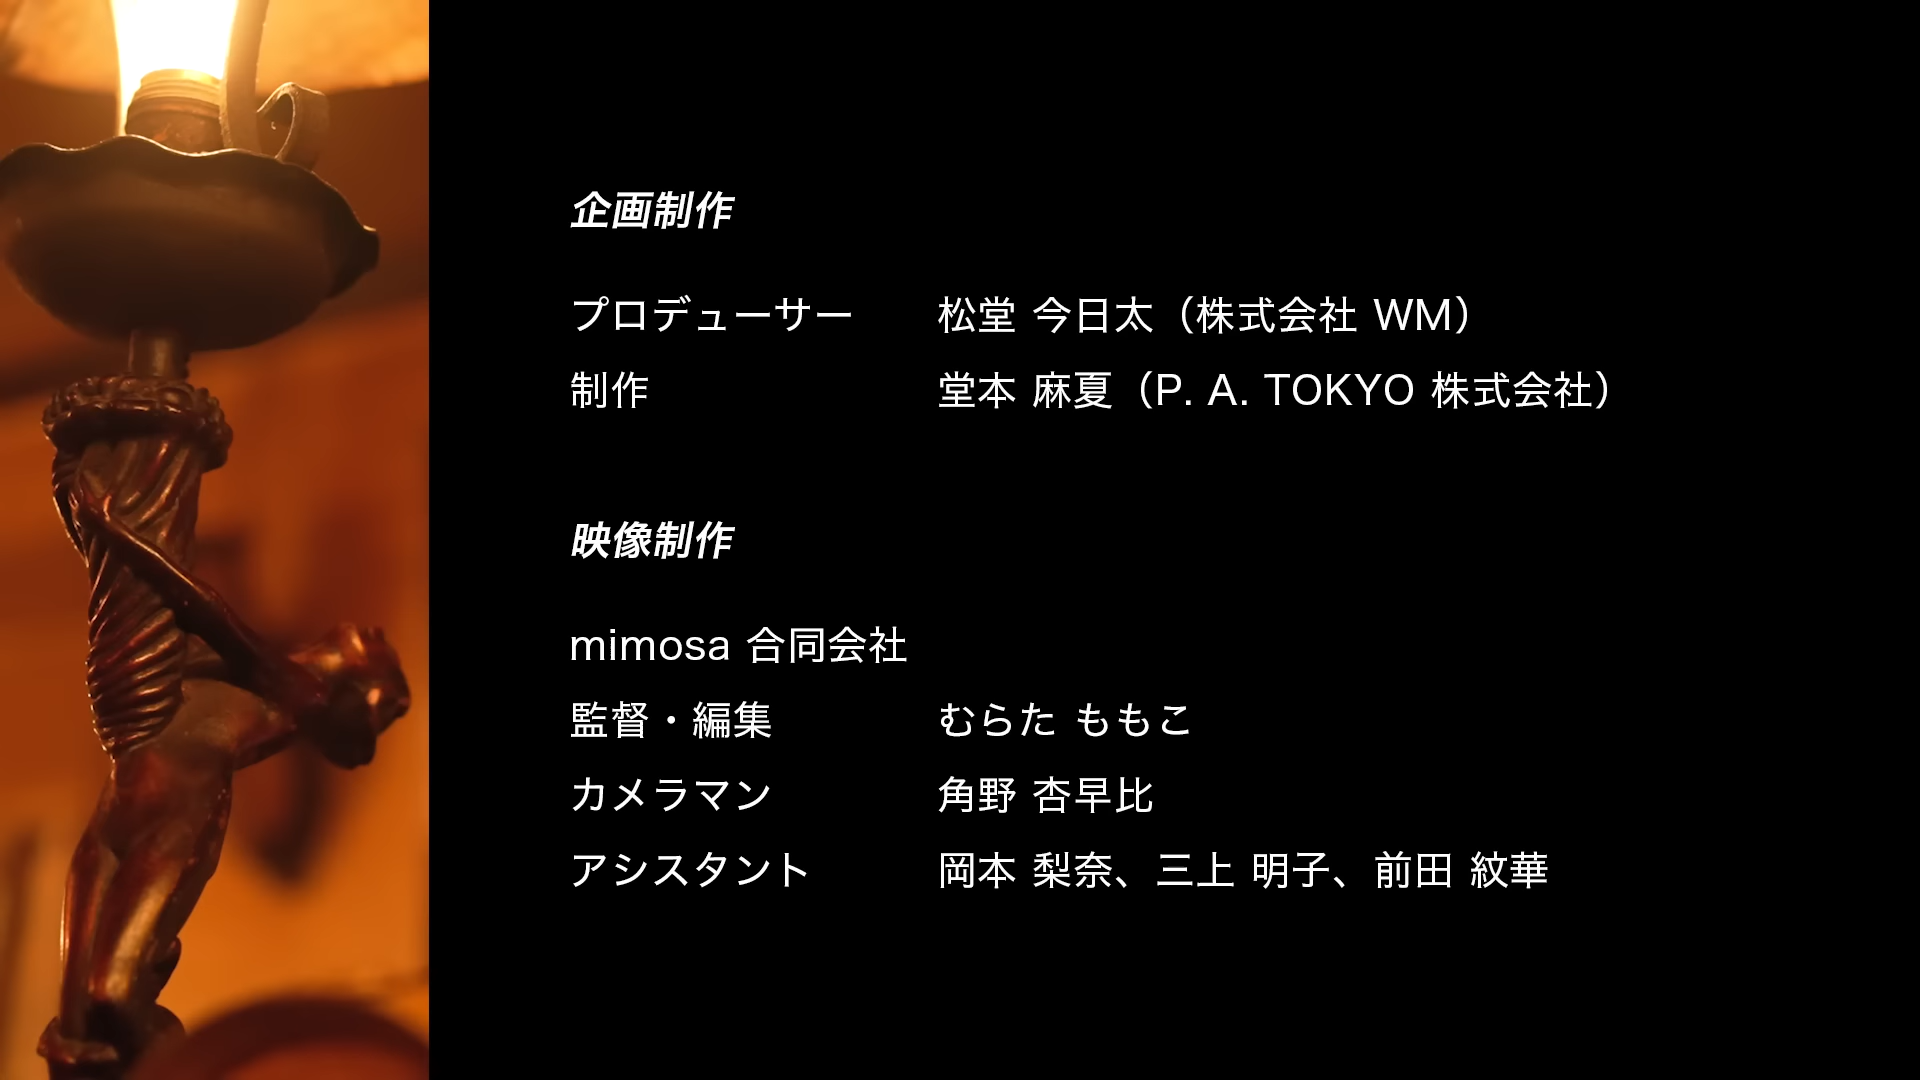 企画制作
プロデューサー 松堂 今日太（株式会社 WM）
制作 堂本 麻夏（P. A. TOKYO 株式会社）
映像制作
mimosa 合同会社
監督・編集 むらた ももこ
カメラマン 角野 杏早比
アシスタント 岡本 梨奈、三上 明子、前田 紋華